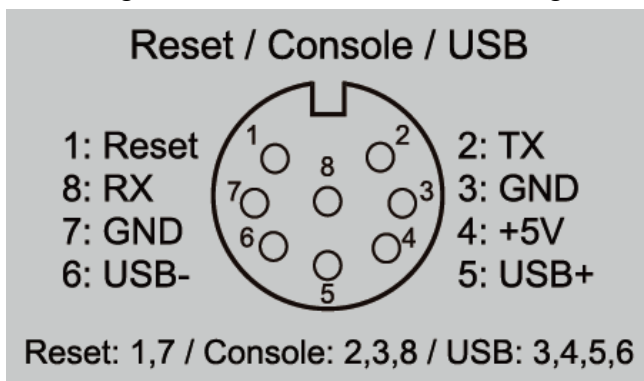 Reset / Console / USB
1: Reset
8: RX
7: GND
6: USB-
1
2
8
7
3
6
4
5
2: TX
3: GND
4: +5V
5: USB+
Reset: 1,7 / Console: 2,3,8 / USB: 3,4,5,6